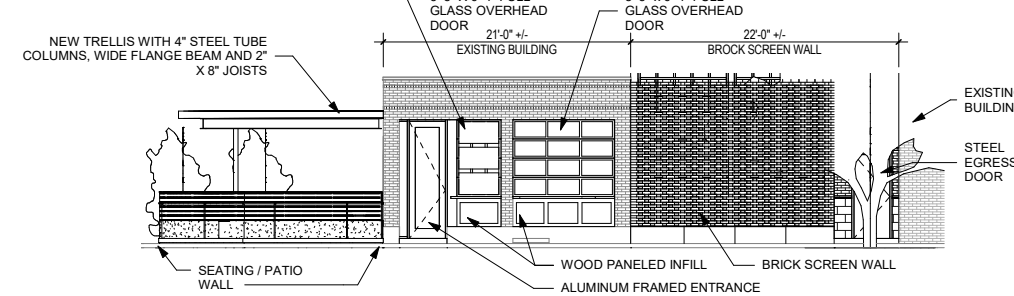 GLASS OVERHEAD
DOOR
GLASS OVERHEAD
DOOR
21'-0" +/-
EXISTING BUILDING
22'-0" +/-
BROCK SCREEN WALL
NEW TRELLIS WITH 4" STEEL TUBE
COLUMNS, WIDE FLANGE BEAM AND 2"
X 8" JOISTS
STEEL
EGRESS
DOOR
SEATING / PATIO
WALL
WOOD PANELED INFILL
ALUMINUM FRAMED ENTRANCE
BRICK SCREEN WALL